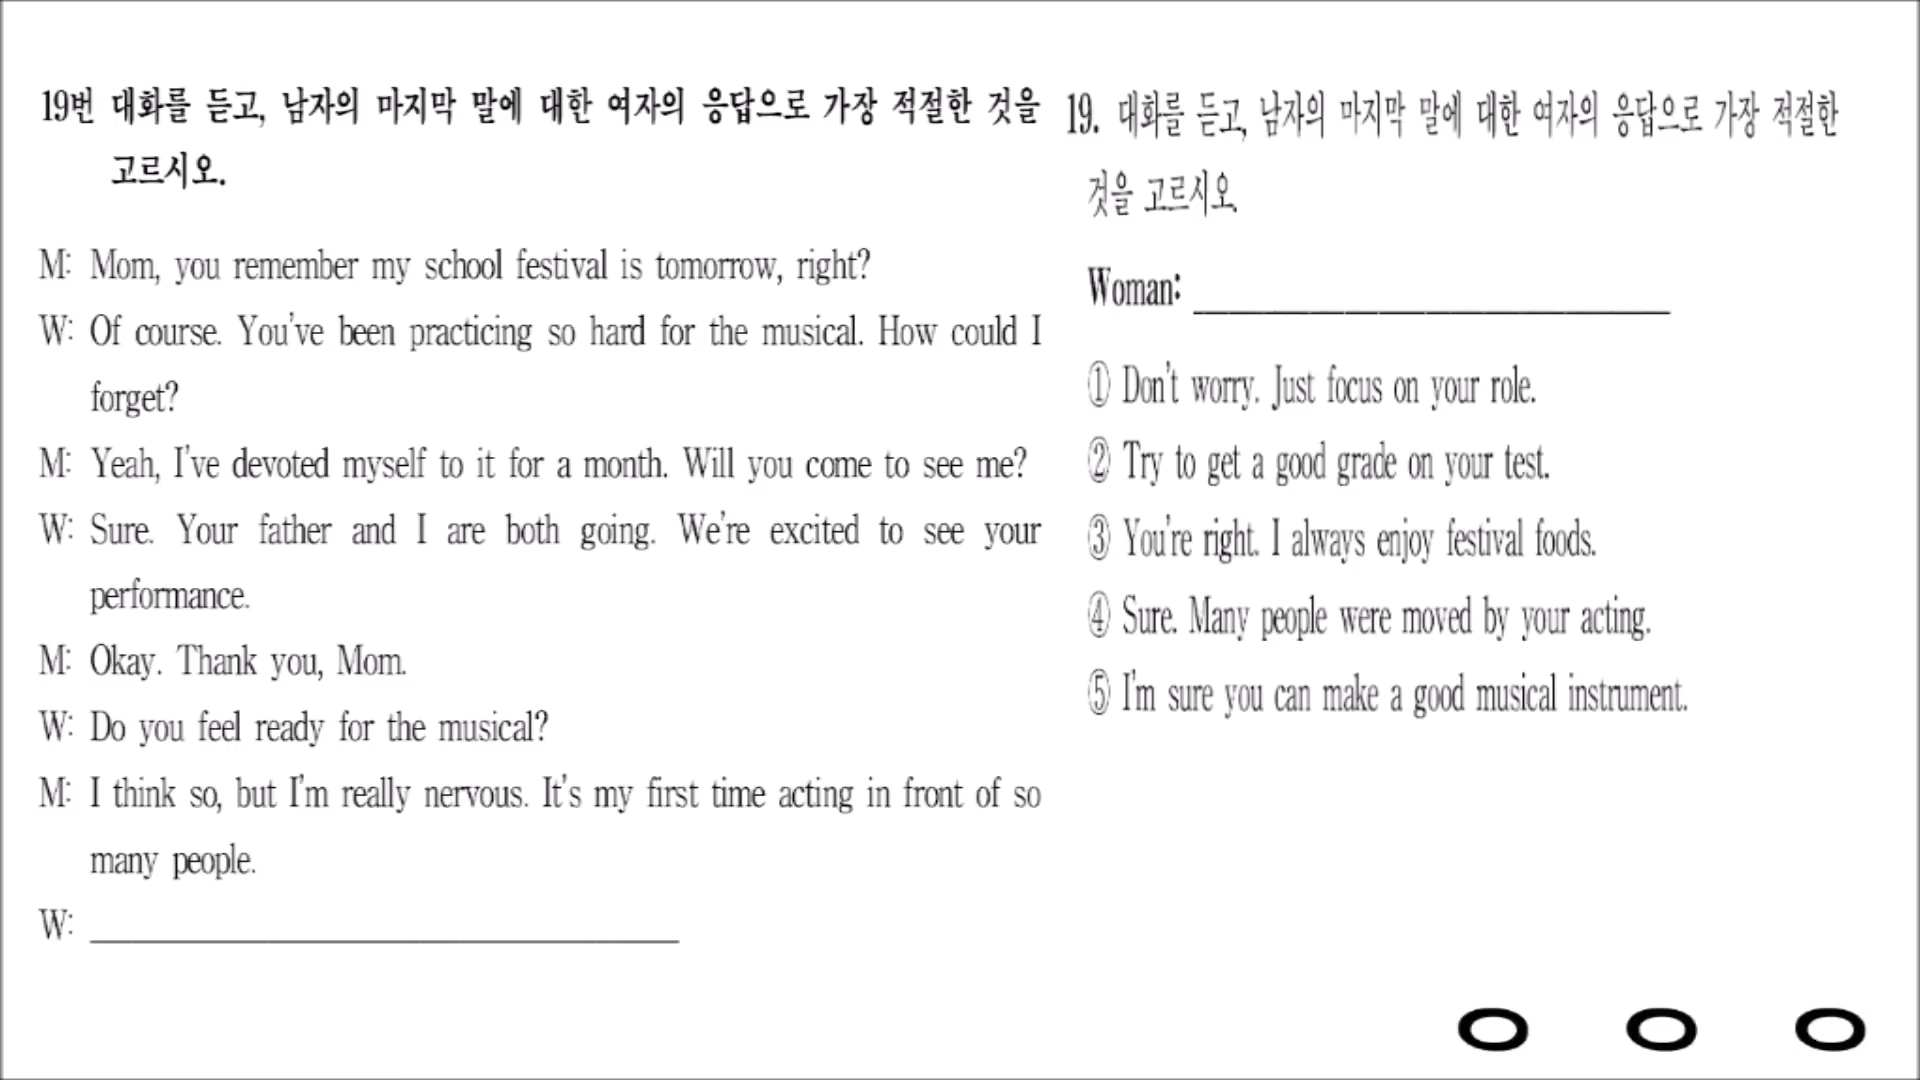 19번 대화를 듣고, 남자의 마지막 말에 대한 여자의 응답으로 가장 적절한 것을
고르시오.
M: Mom, you remember my school festival is tomorrow, right?
W: Of course. You've been practicing so hard for the musical. How could I
forget?
M: Yeah, I've devoted myself to it for a month. Will you come to see me?
W: Sure. Your father and I are both going. We're excited to see your
performance.
M: Okay. Thank you, Mom.
W: Do you feel ready for the musical?
M: I think so, but I'm really nervous. It's my first time acting in front of so
many people.
W: ____________________
19. 대화를 듣고, 남자의 마지막 말에 대한 여자의 응답으로 가장 적절한
것을 고르시오.
Woman: ____________________
① Don't worry. Just focus on your role.
② Try to get a good grade on your test.
③ You're right. I always enjoy festival foods.
④ Sure. Many people were moved by your acting.
⑤ I'm sure you can make a good musical instrument.